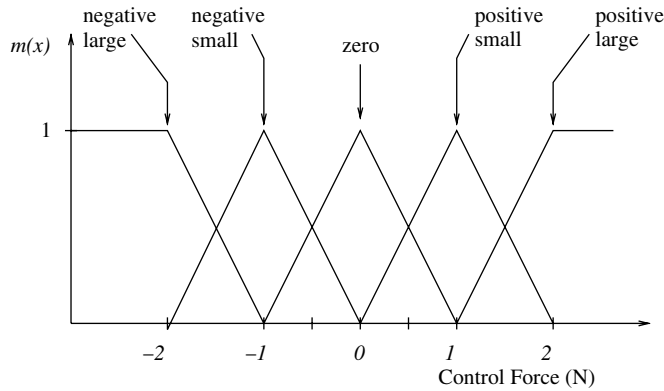 negative
large
negative
small
zero
positive
small
positive
large
m(x)
1
−2 −1 0 1 2
Control Force (N)